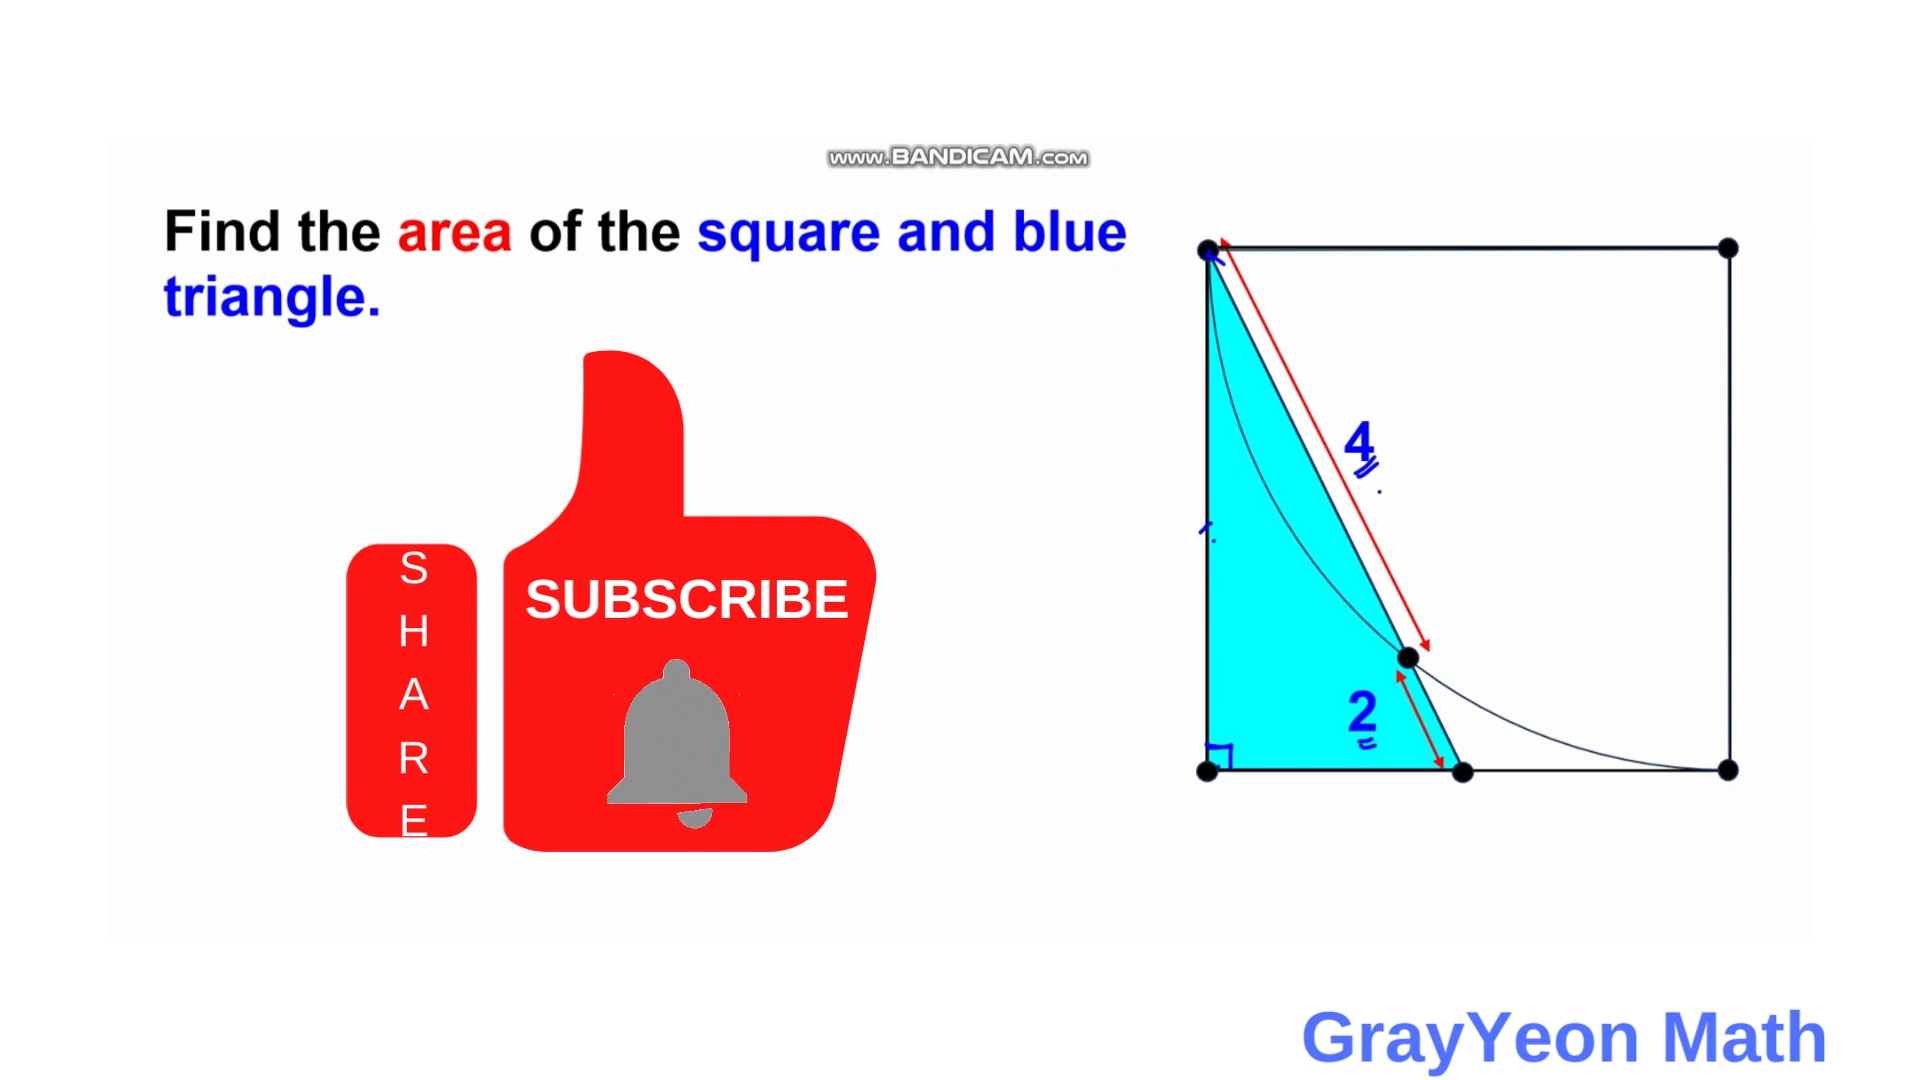 www.BANDICAM.com
Find the area of the square and blue
triangle.
4
2
S
H
A
R
E
SUBSCRIBE
GrayYeon Math